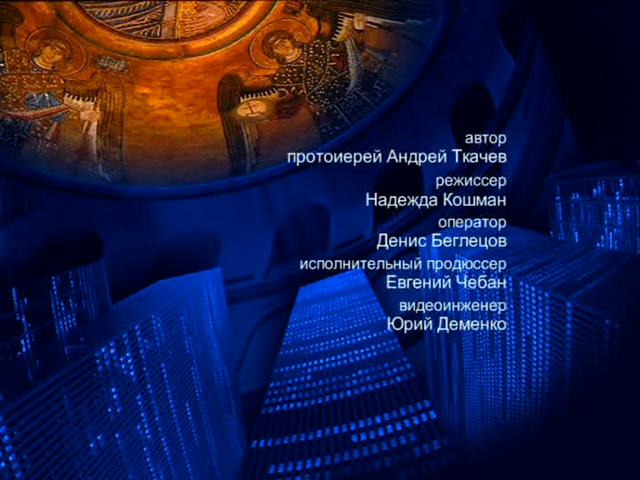 автор
протоиерей Андрей Ткачев
режиссер
Надежда Кошман
оператор
Денис Беглецов
исполнительный продюссер
Евгений Чебан
видеоинженер
Юрий Деменко